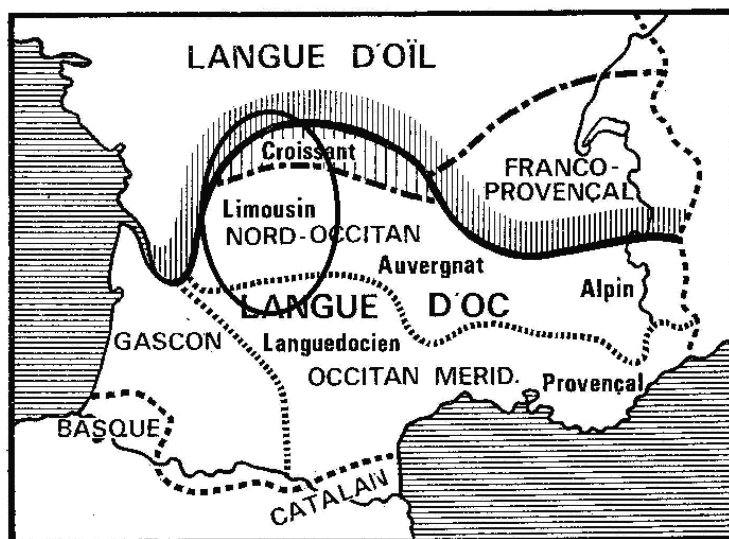 LANGUE D'OÏL
Croissant
FRANCO-
PROVENÇAL
Limousin
NORD-OCCITAN
Auvergnat
Alpin
LANGUE D'OC
GASCON
Languedocien
OCCITAN MERID.
Provençal
BASQUE
CATALAN